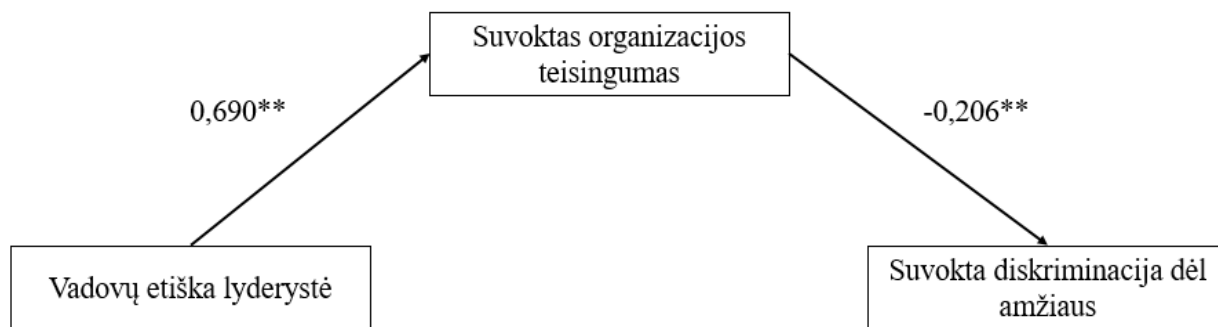 Suvoktas organizacijos
teisingumas
0,690**
-0,206**
Vadovų etiška lyderystė
Suvokta diskriminacija dėl
amžiaus